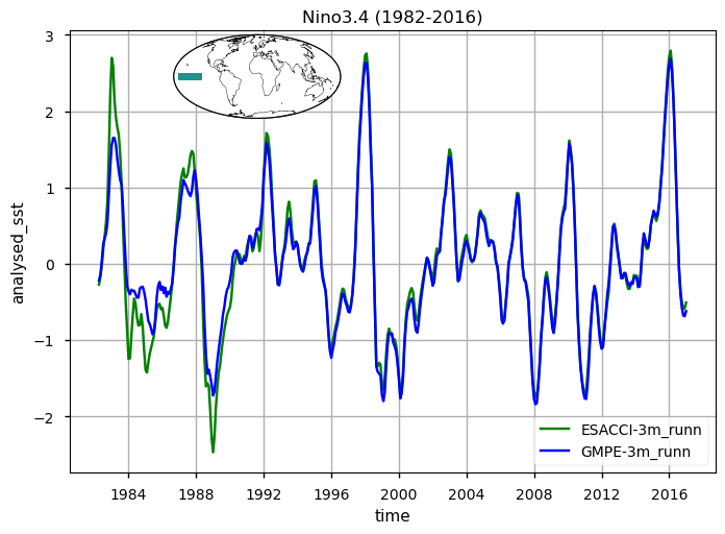 Nino3.4 (1982-2016)
3
2
1
0
−1
−2
analysed_sst
ESACCI-3m_runn
GMPE-3m_runn
1984 1988 1992 1996 2000 2004 2008 2012 2016
time